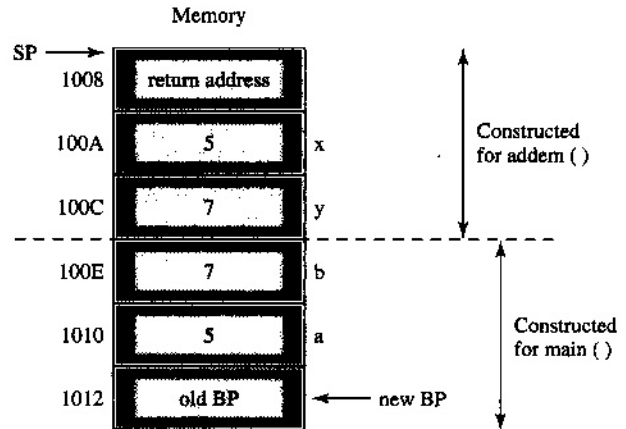 Memory
SP
1008 return address
100A 5 x
100C 7 y
Constructed
for addem ( )
100E 7 b
1010 5 a
Constructed
for main ( )
1012 old BP new BP